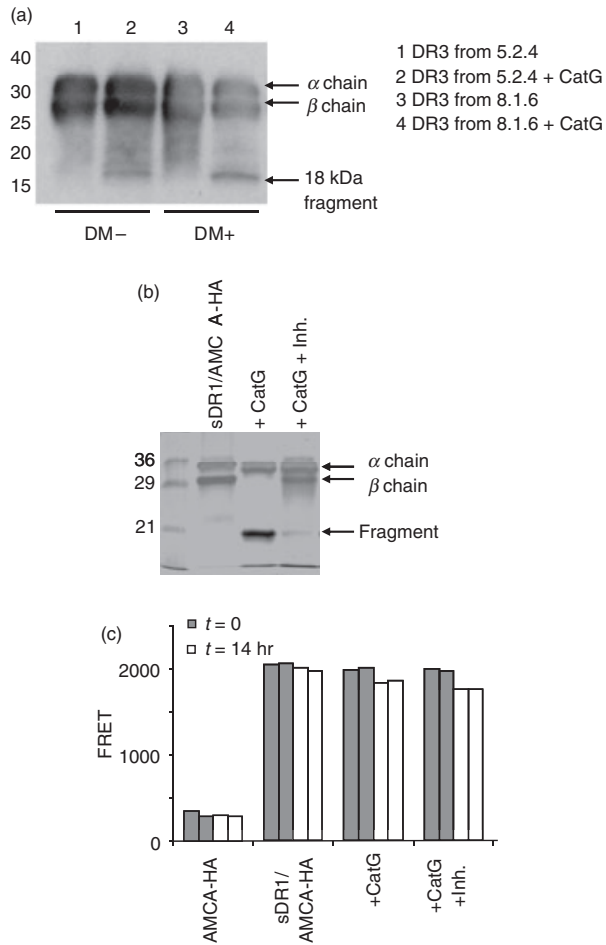 (a)
1 2 3 4
40
30
25
20
15
α chain
β chain
18 kDa
fragment
DM− DM+
1 DR3 from 5.2.4
2 DR3 from 5.2.4 + CatG
3 DR3 from 8.1.6
4 DR3 from 8.1.6 + CatG
(b)
sDR1/AMC A-HA
+ CatG
+ CatG + Inh.
36
29
21
α chain
β chain
Fragment
(c)
t = 0
t = 14 hr
FRET
2000
1000
0
AMCA-HA
sDR1/
AMCA-HA
+CatG
+CatG
+Inh.